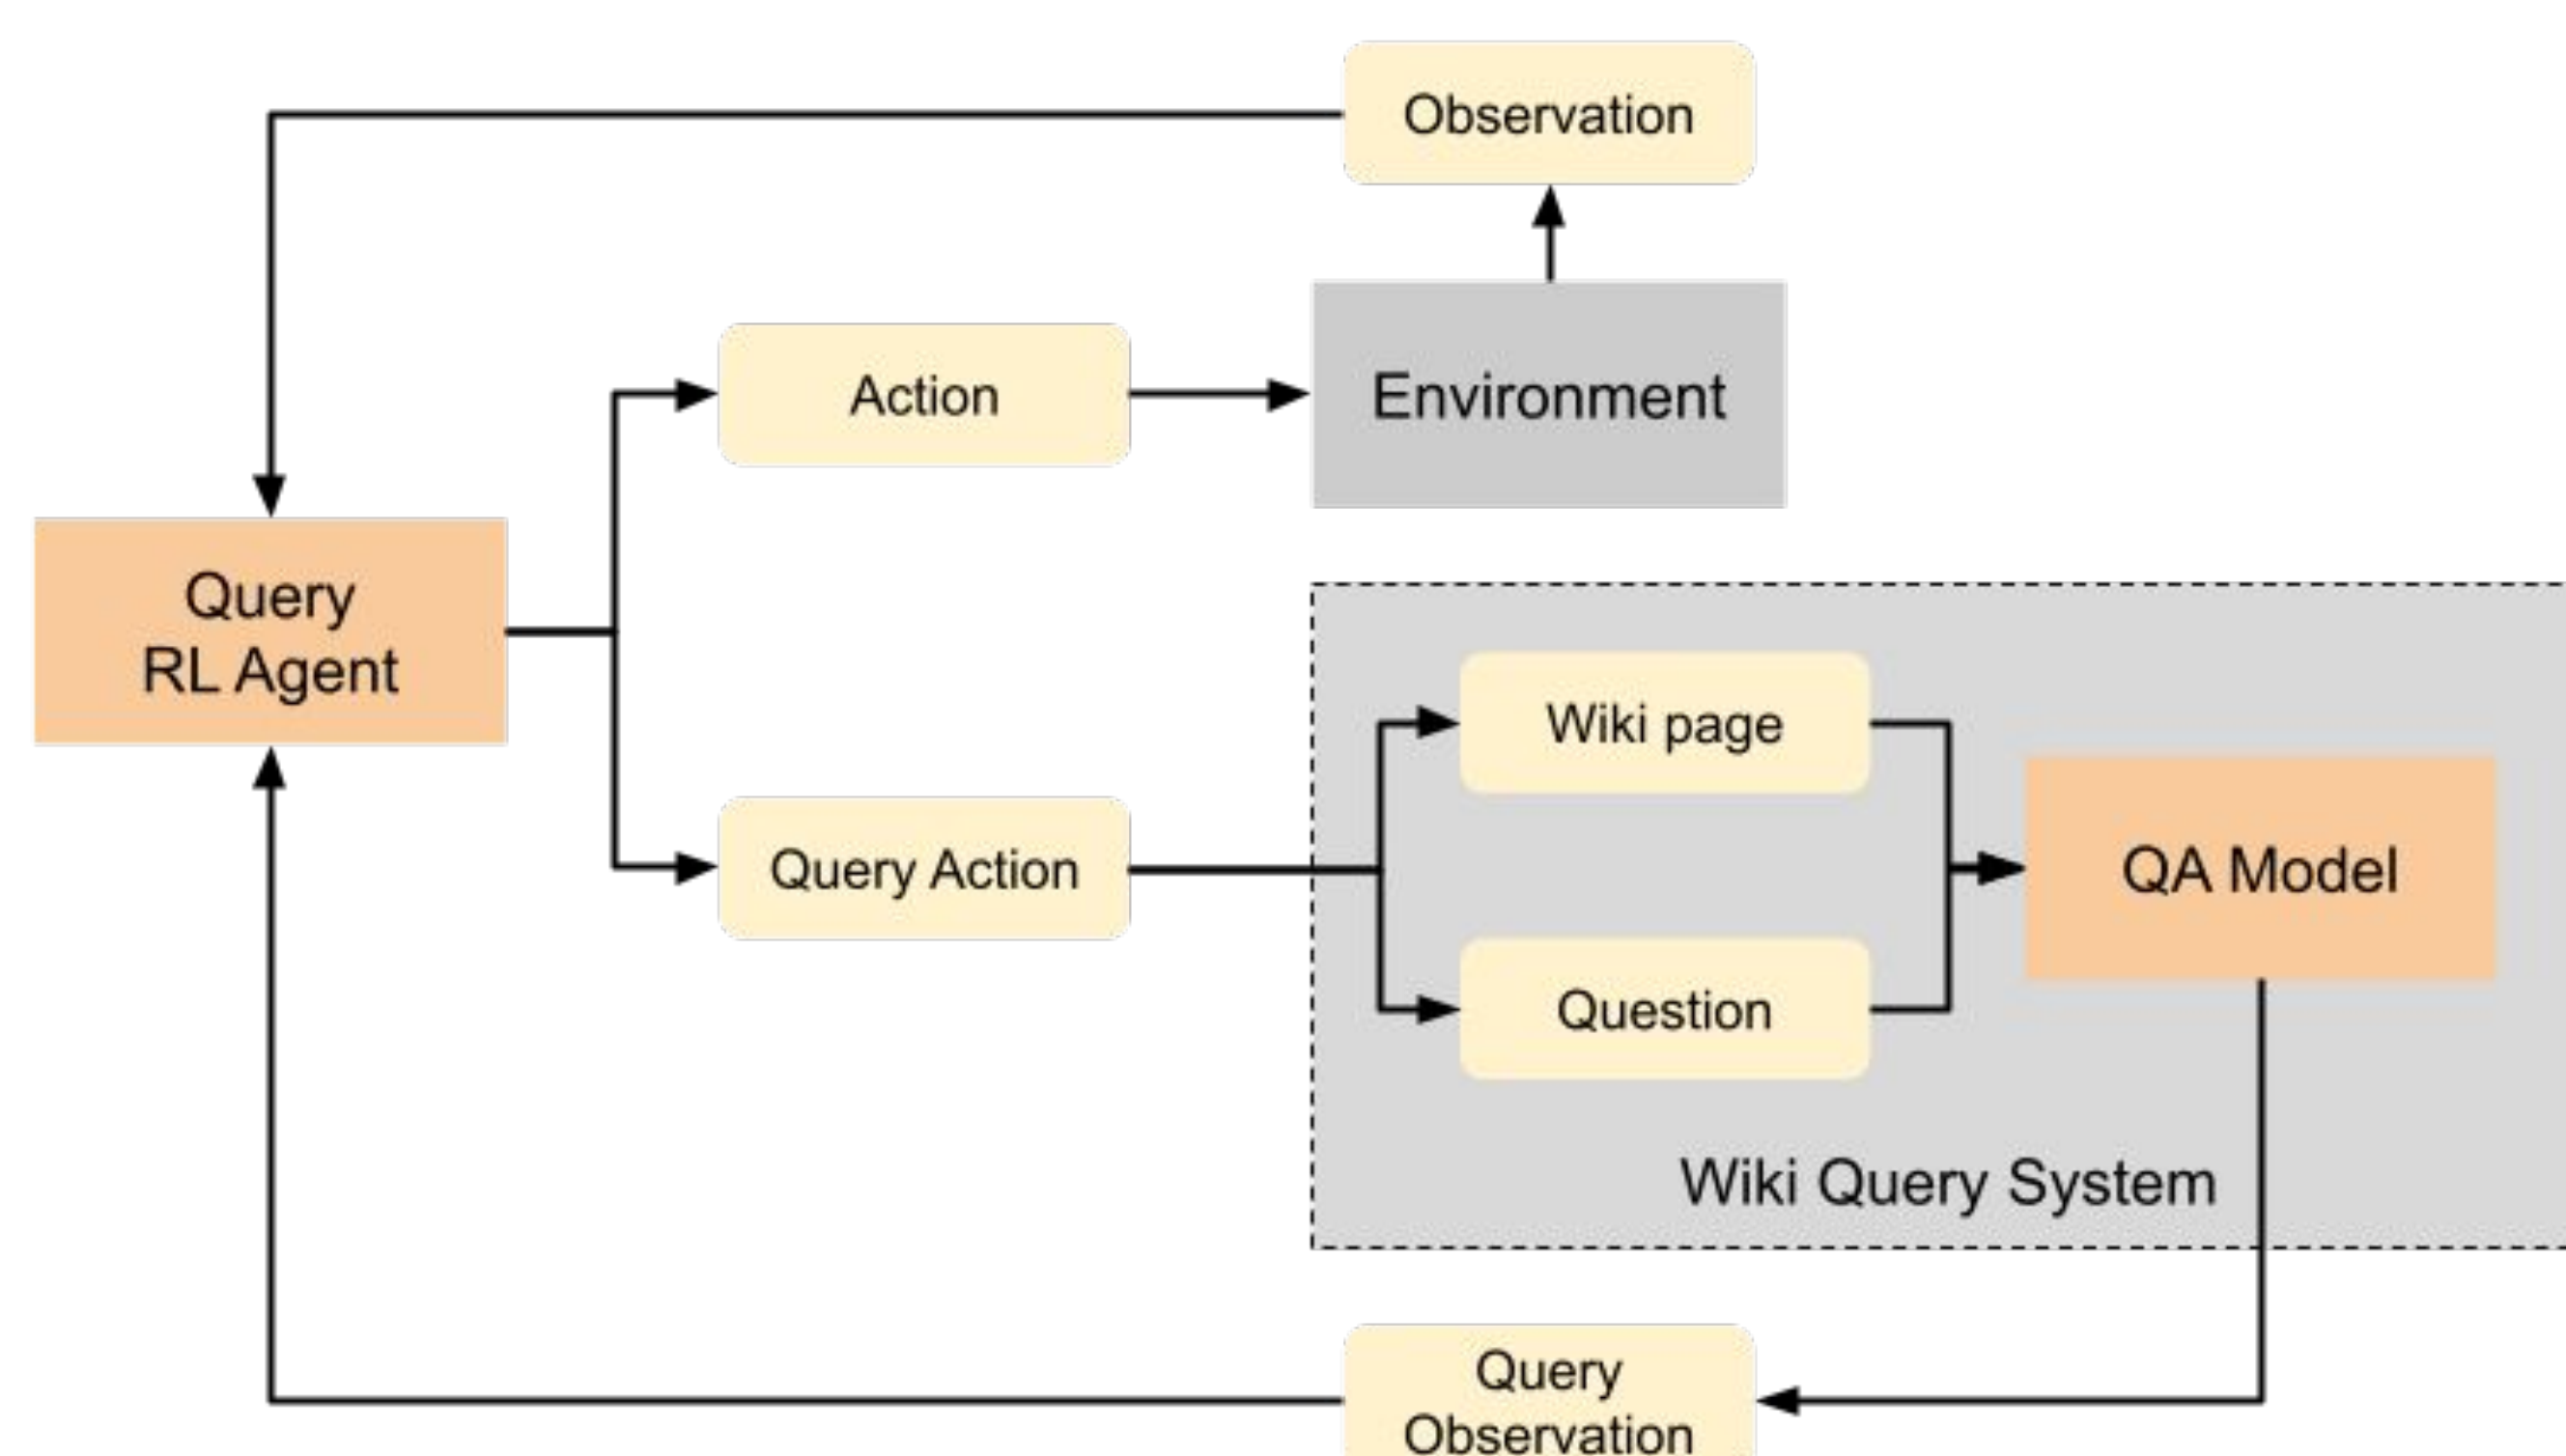 Observation
Action
Environment
Query
RL Agent
Wiki page
Query Action
QA Model
Question
Wiki Query System
Query
Observation